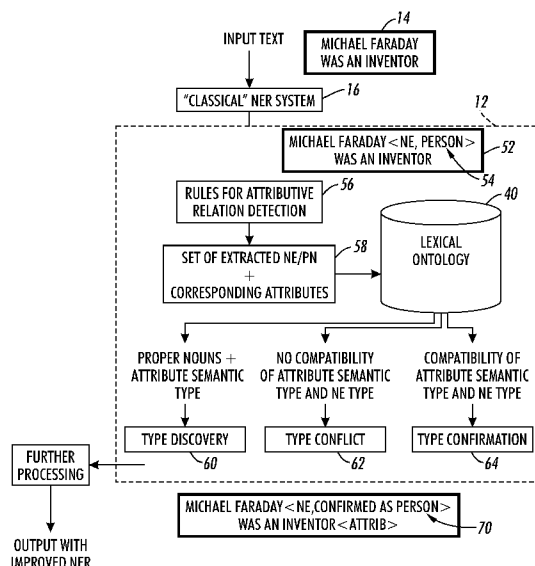 14
INPUT TEXT
MICHAEL FARADAY
WAS AN INVENTOR
"CLASSICAL" NER SYSTEM
16
12
MICHAEL FARADAY <NE, PERSON>
WAS AN INVENTOR
52
54
RULES FOR ATTRIBUTIVE
RELATION DETECTION
56
40
LEXICAL
ONTOLOGY
SET OF EXTRACTED NE/PN
+
CORRESPONDING ATTRIBUTES
58
PROPER NOUNS +
ATTRIBUTE SEMANTIC
TYPE
NO COMPATIBILITY
OF ATTRIBUTE SEMANTIC
TYPE AND NE TYPE
COMPATIBILITY OF
ATTRIBUTE SEMANTIC
TYPE AND NE TYPE
TYPE DISCOVERY
60
TYPE CONFLICT
62
TYPE CONFIRMATION
64
FURTHER
PROCESSING
MICHAEL FARADAY <NE,CONFIRMED AS PERSON>
WAS AN INVENTOR <ATTRIB>
70
OUTPUT WITH
IMPROVED NER